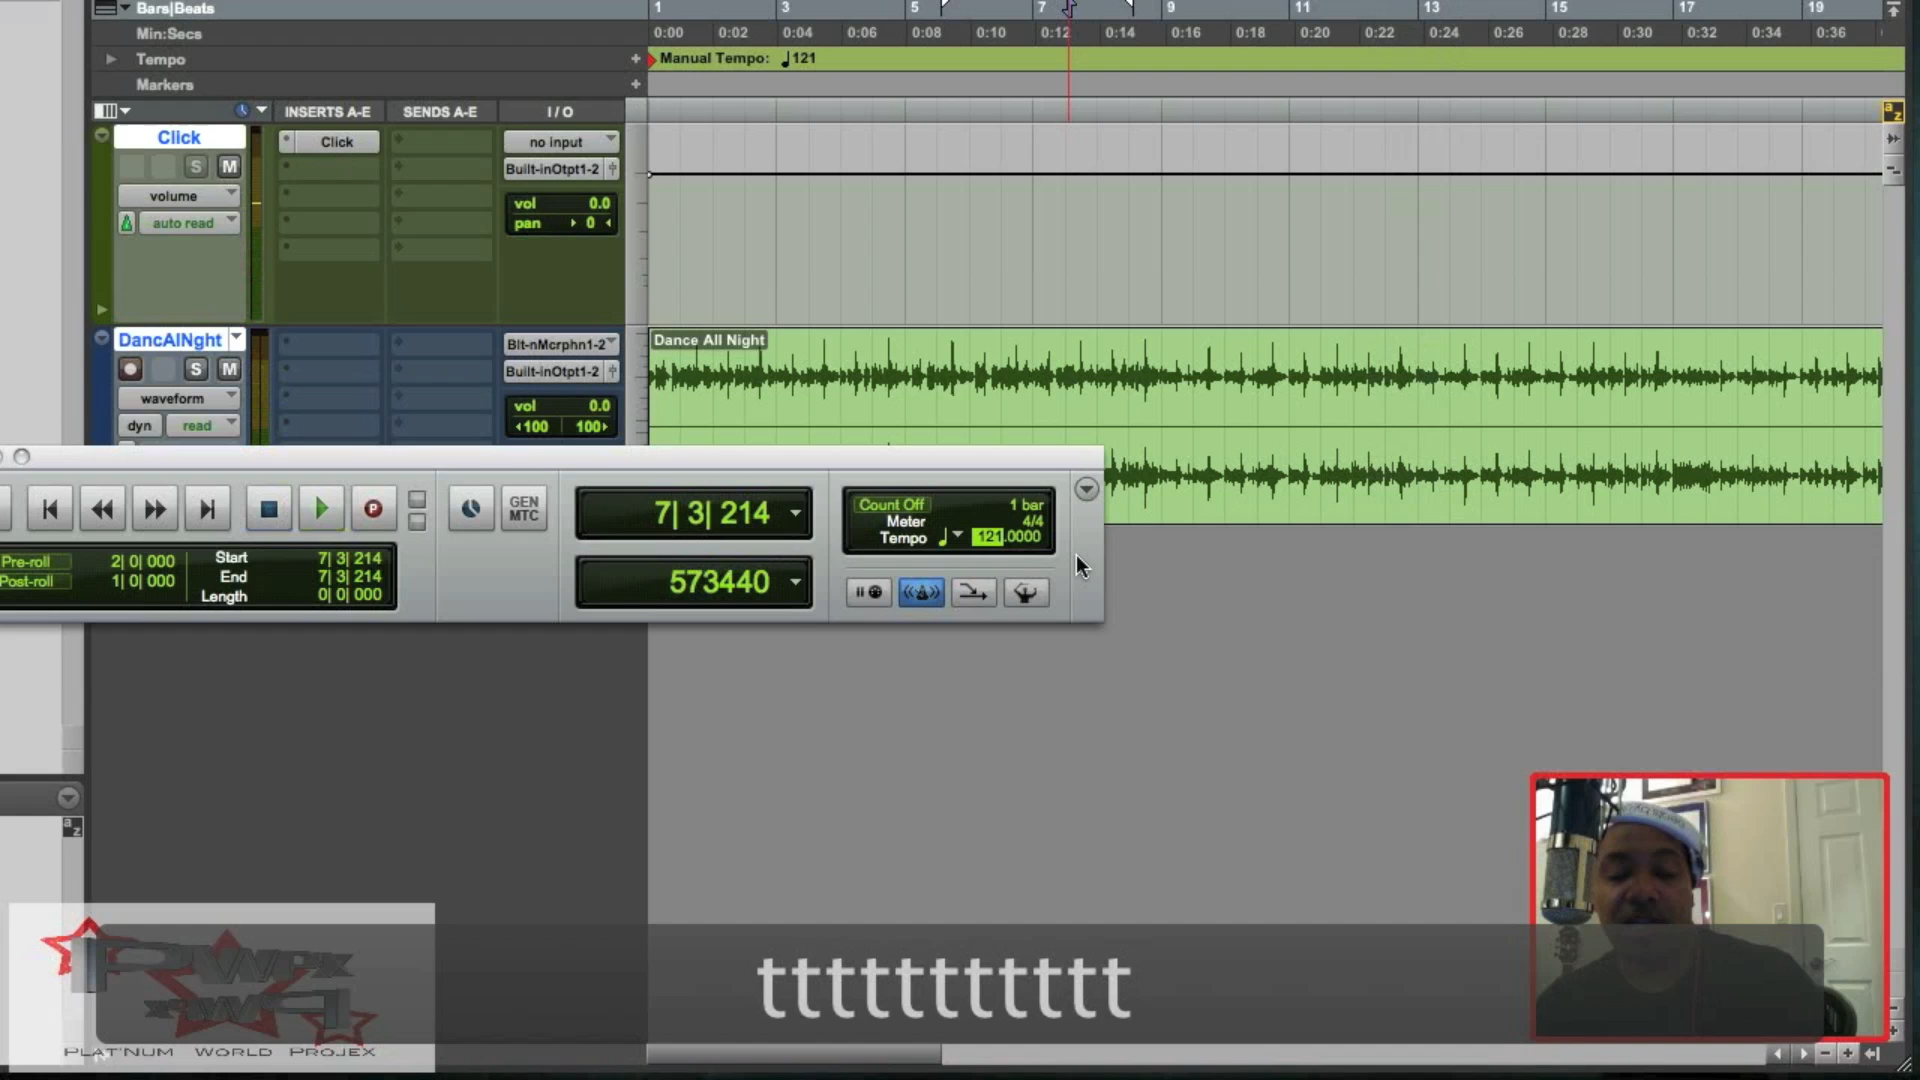 Bars|Beats 1 3 5 7 9 11 13 15 17 19
Min:Secs 0:00 0:02 0:04 0:06 0:08 0:10 0:12 0:14 0:16 0:18 0:20 0:22 0:24 0:26 0:28 0:30 0:32 0:34 0:36
Tempo + Manual Tempo: ♩121
Markers +
INSERTS A-E SENDS A-E I / O
a z
Click Click no input
S M Built-inOtpt1-2
volume vol 0.0
auto read pan 0
DancAlNght Blt-nMcrphn1-2 Dance All Night
S M Built-inOtpt1-2
waveform vol 0.0
dyn read 100 100
GEN
MTC
7| 3| 214
Count Off 1 bar
Meter 4/4
Tempo ♩ 121.0000
Pre-roll 2| 0| 000 Start 7| 3| 214
Post-roll 1| 0| 000 End 7| 3| 214
Length 0| 0| 000
573440
a z
ttttttttttt
PLAT'NUM WORLD PROJEX